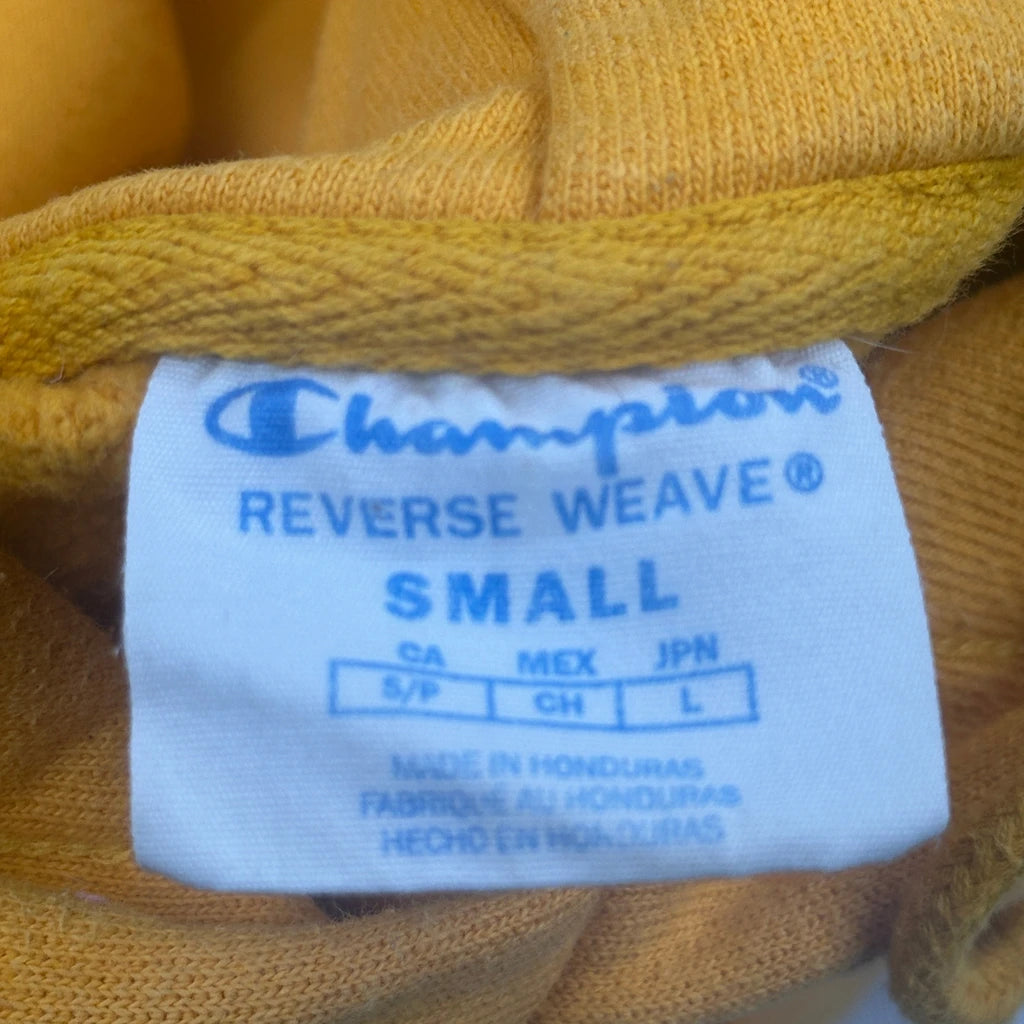 Champion®
REVERSE WEAVE®
SMALL
CA MEX JPN
S/P CH L
MADE IN HONDURAS
FABRIQUE AU HONDURAS
HECHO EN HONDURAS